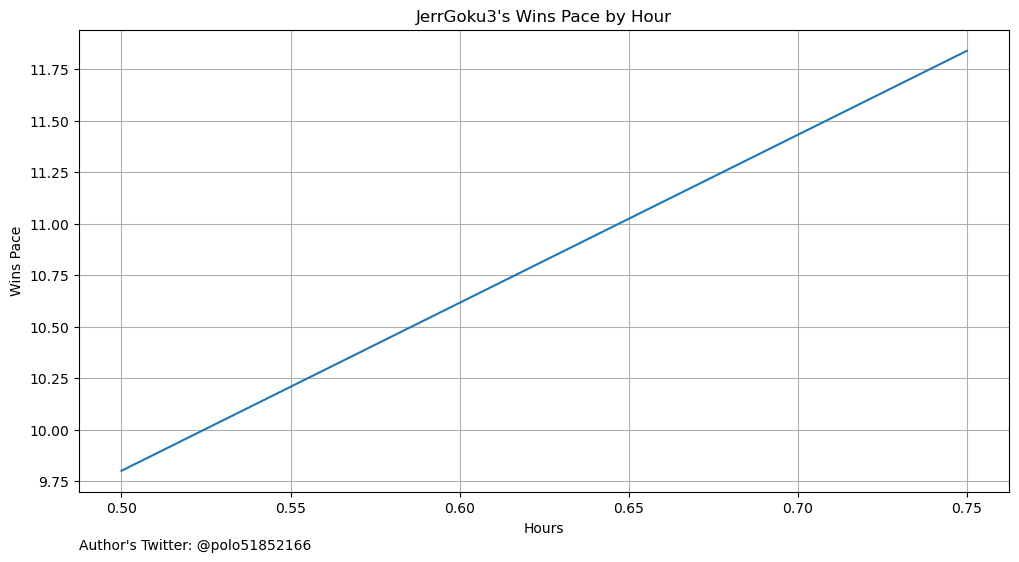 JerrGoku3's Wins Pace by Hour
11.75
11.50
11.25
11.00
10.75
10.50
10.25
10.00
9.75
Wins Pace
0.50 0.55 0.60 0.65 0.70 0.75
Hours
Author's Twitter: @polo51852166